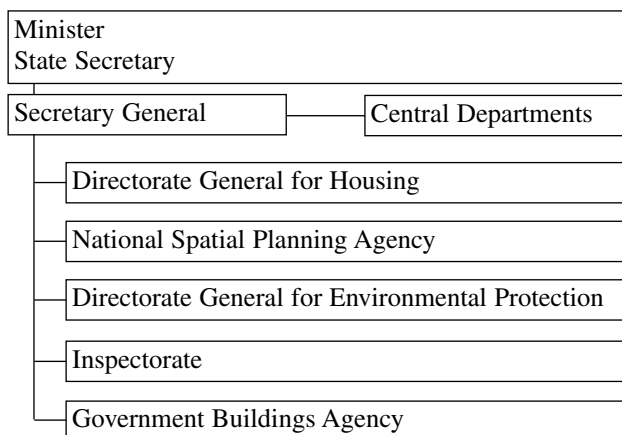 Minister
State Secretary
Secretary General
Central Departments
Directorate General for Housing
National Spatial Planning Agency
Directorate General for Environmental Protection
Inspectorate
Government Buildings Agency